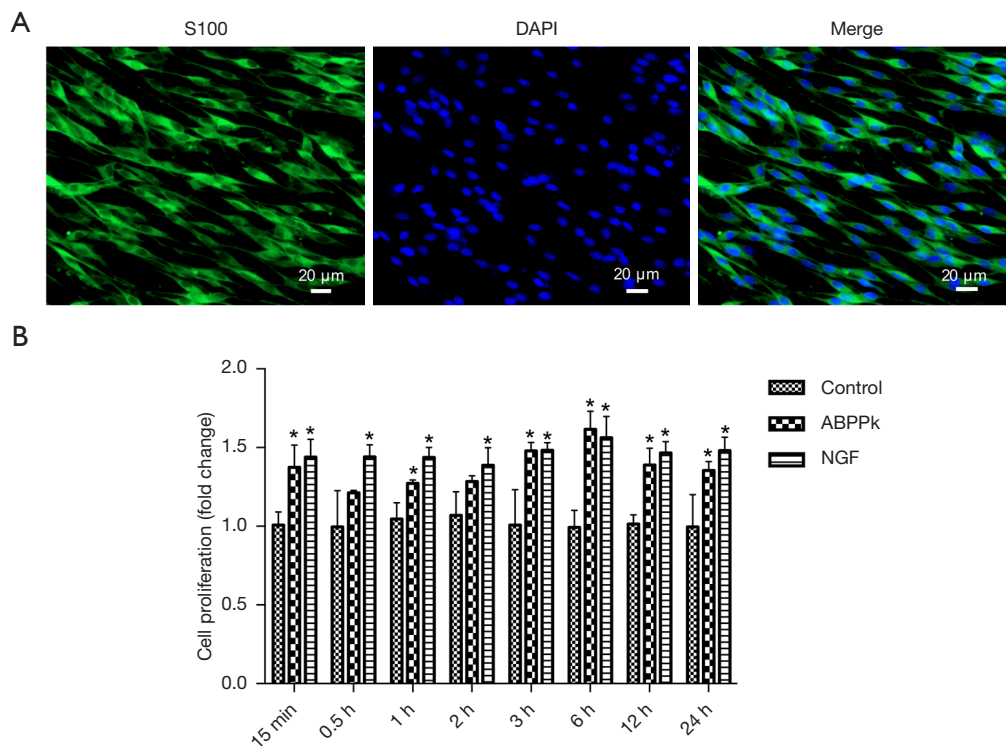 A
S100
DAPI
Merge
20 µm
20 µm
20 µm
B
Cell proliferation (fold change)
2.0
1.5
1.0
0.5
0.0
* * * * * * * * * * * * * *
Control
ABPPk
NGF
15 min
0.5 h
1 h
2 h
3 h
6 h
12 h
24 h